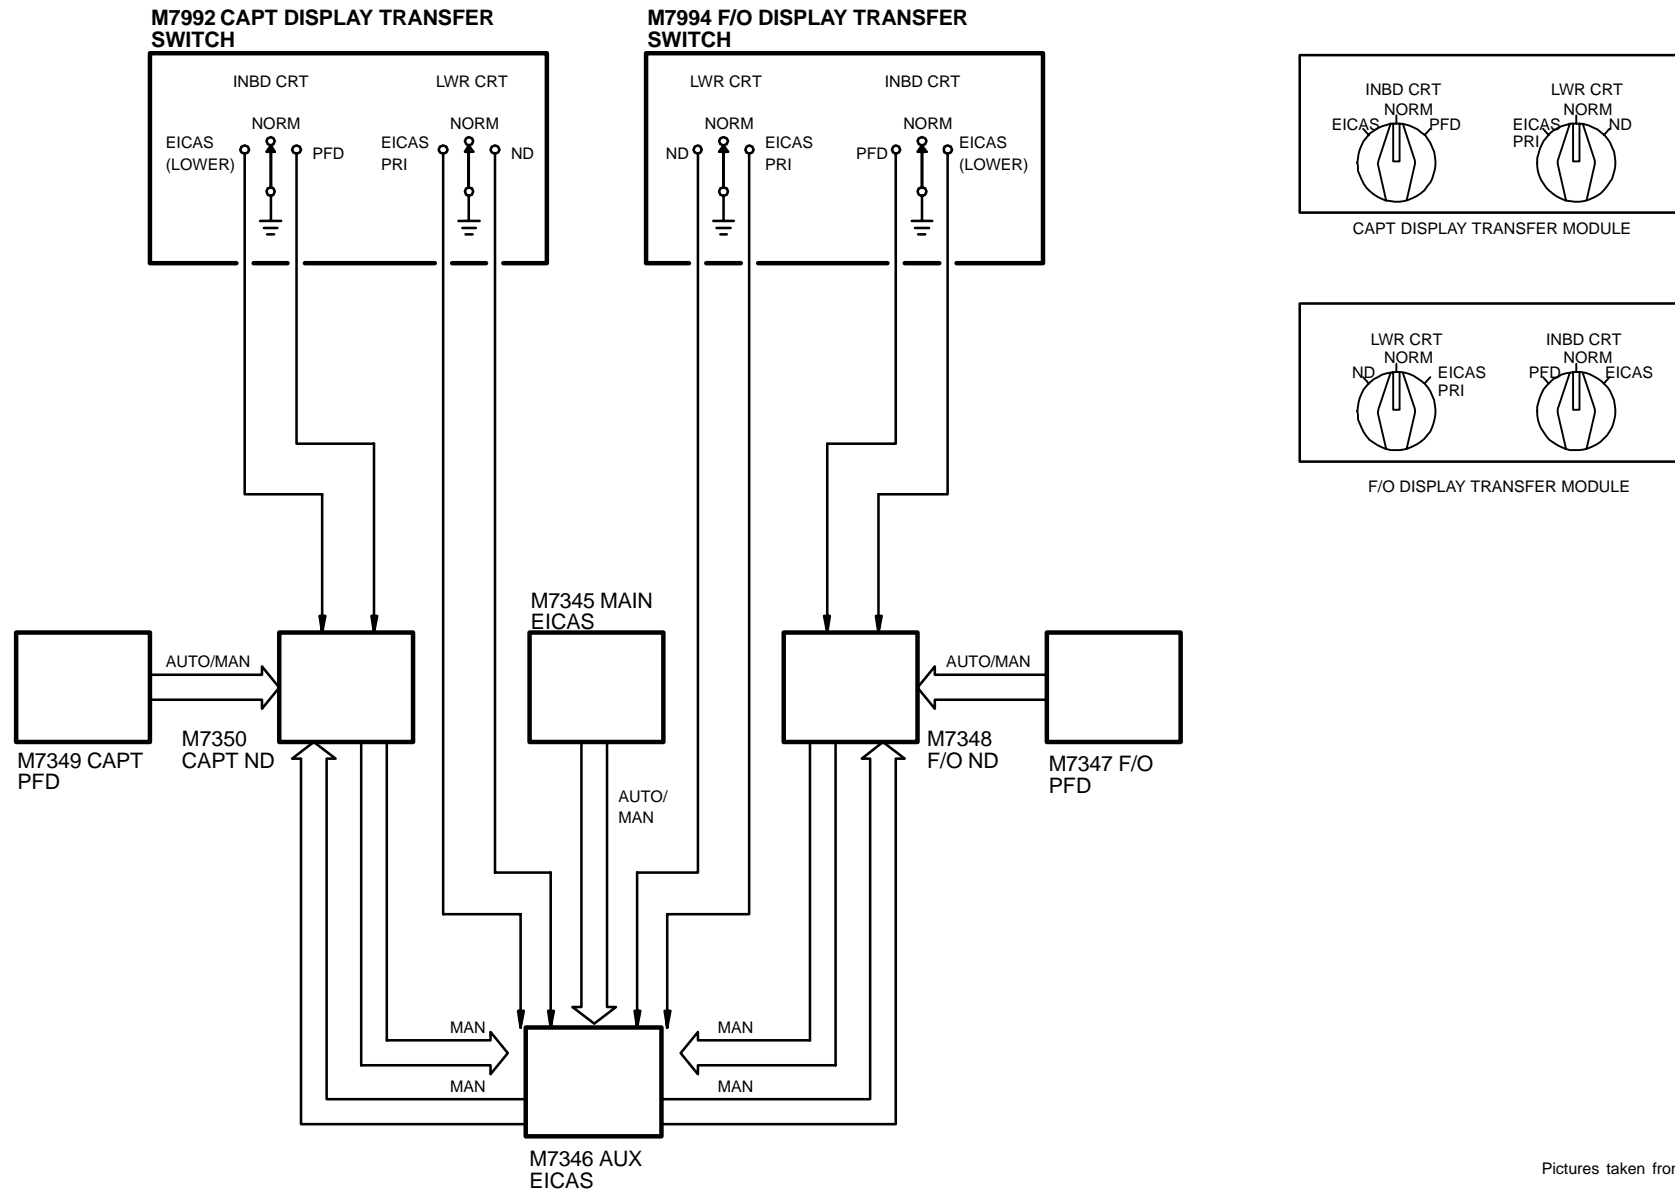 M7992 CAPT DISPLAY TRANSFER
SWITCH
INBD CRT
LWR CRT
NORM
EICAS
(LOWER)
PFD
NORM
EICAS
PRI
ND
M7994 F/O DISPLAY TRANSFER
SWITCH
LWR CRT
INBD CRT
NORM
ND
EICAS
PRI
NORM
PFD
EICAS
(LOWER)
INBD CRT
NORM
EICAS
PFD
LWR CRT
NORM
EICAS
PRI
ND
CAPT DISPLAY TRANSFER MODULE
LWR CRT
NORM
ND
EICAS
PRI
INBD CRT
NORM
PFD
EICAS
F/O DISPLAY TRANSFER MODULE
M7345 MAIN
EICAS
AUTO/MAN
AUTO/MAN
M7349 CAPT
PFD
M7350
CAPT ND
M7348
F/O ND
M7347 F/O
PFD
AUTO/
MAN
MAN
MAN
MAN
MAN
M7346 AUX
EICAS
Pictures taken